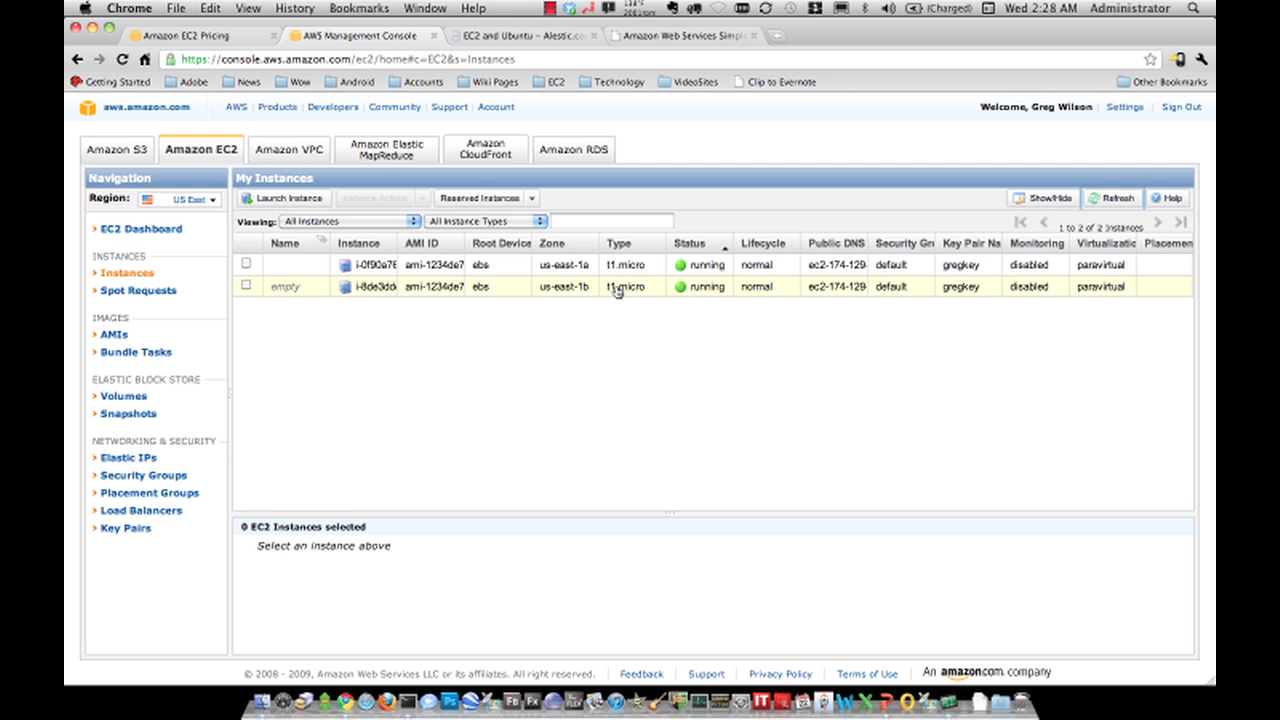 Chrome File Edit View History Bookmarks Window Help (Charged) Wed 2:28 AM Administrator
Amazon EC2 Pricing AWS Management Console EC2 and Ubuntu – Alestic.co Amazon Web Services Simpl
https://console.aws.amazon.com/ec2/home#c=EC2&s=Instances
Getting Started Adobe News Wow Android Accounts Wiki Pages EC2 Technology VideoSites Clip to Evernote Other Bookmarks
aws.amazon.com AWS Products Developers Community Support Account Welcome, Greg Wilson Settings Sign Out
Amazon S3 Amazon EC2 Amazon VPC Amazon Elastic MapReduce Amazon CloudFront Amazon RDS
Navigation
Region: US East
EC2 Dashboard
INSTANCES
Instances
Spot Requests
IMAGES
AMIs
Bundle Tasks
ELASTIC BLOCK STORE
Volumes
Snapshots
NETWORKING & SECURITY
Elastic IPs
Security Groups
Placement Groups
Load Balancers
Key Pairs
My Instances
Launch Instance Instance Actions Reserved Instances Show/Hide Refresh Help
Viewing: All Instances All Instance Types 1 to 2 of 2 Instances
Name Instance AMI ID Root Device Zone Type Status Lifecycle Public DNS Security Gr Key Pair Na Monitoring Virtualizatic Placemen
i-0f90a76 ami-1234de7 ebs us-east-1a t1.micro running normal ec2-174-129 default gregkey disabled paravirtual
empty i-8de3dd ami-1234de7 ebs us-east-1b t1.micro running normal ec2-174-129 default gregkey disabled paravirtual
0 EC2 Instances selected
Select an instance above
© 2008 - 2009, Amazon Web Services LLC or its affiliates. All right reserved. Feedback Support Privacy Policy Terms of Use An amazon.com company